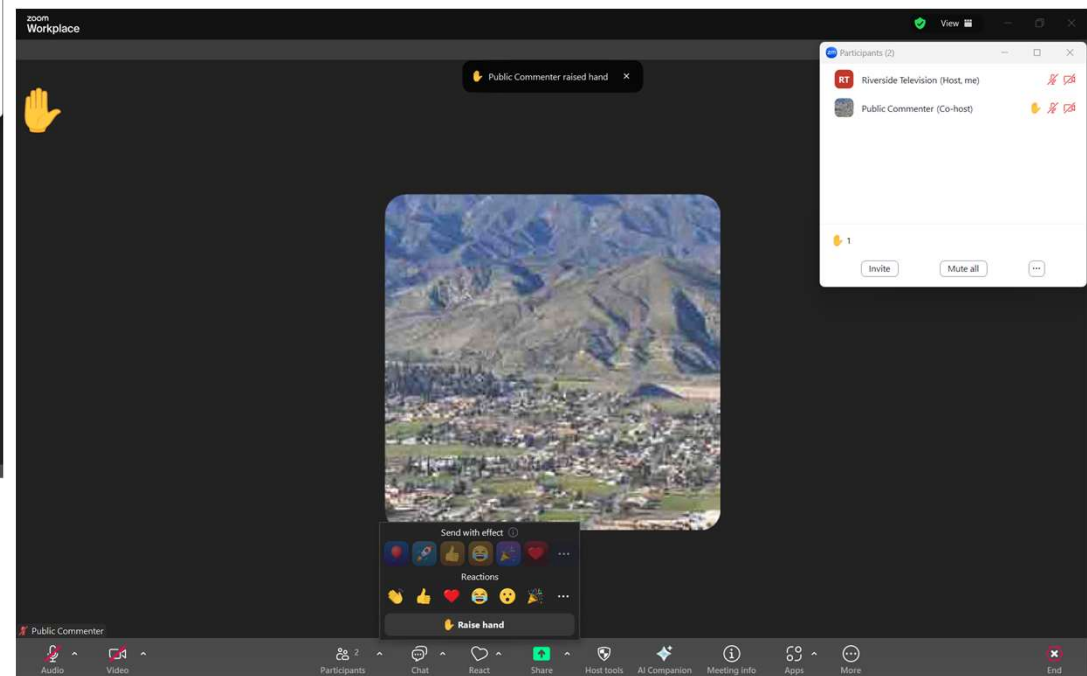 zoom
Workplace
View
Public Commenter raised hand
Participants (2)
RT Riverside Television (Host, me)
Public Commenter (Co-host)
1
Invite Mute all
Send with effect
Reactions
Raise hand
Public Commenter
2
Audio Video Participants Chat React Share Host tools AI Companion Meeting info Apps More End